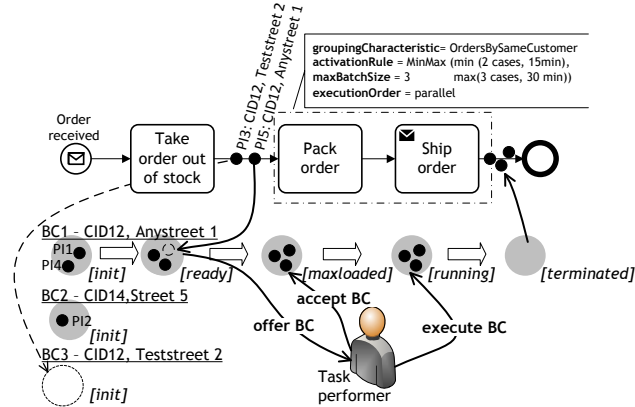 PI3: CID12, Teststreet 2
PI5: CID12, Anystreet 1
groupingCharacteristic= OrdersBySameCustomer
activationRule = MinMax (min (2 cases, 15min),
maxBatchSize = 3 max(3 cases, 30 min))
executionOrder = parallel
Order
received
Take
order out
of stock
Pack
order
Ship
order
BC1 - CID12, Anystreet 1
PI1
PI4
[init]
[ready]
[maxloaded]
[running]
[terminated]
BC2 - CID14,Street 5
PI2
[init]
accept BC
offer BC
execute BC
BC3 - CID12, Teststreet 2
[init]
Task
performer